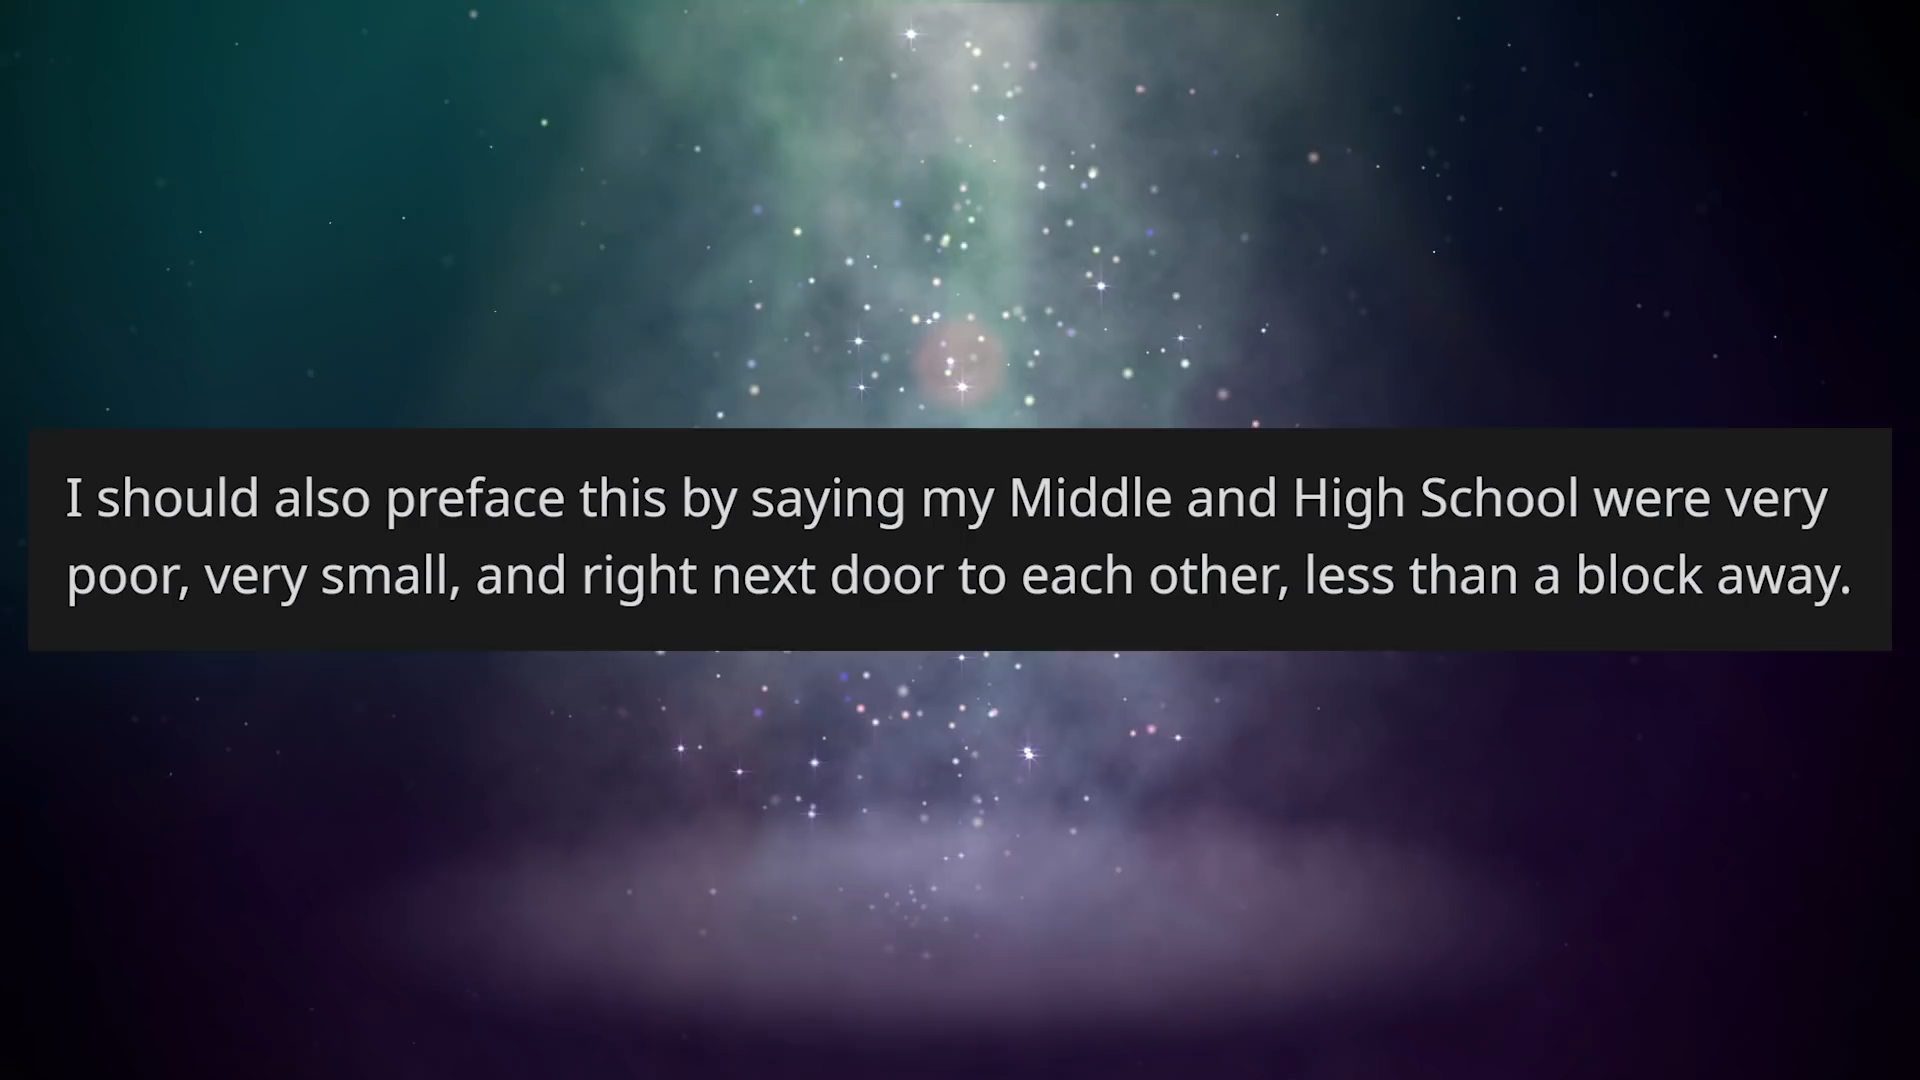 I should also preface this by saying my Middle and High School were very
poor, very small, and right next door to each other, less than a block away.